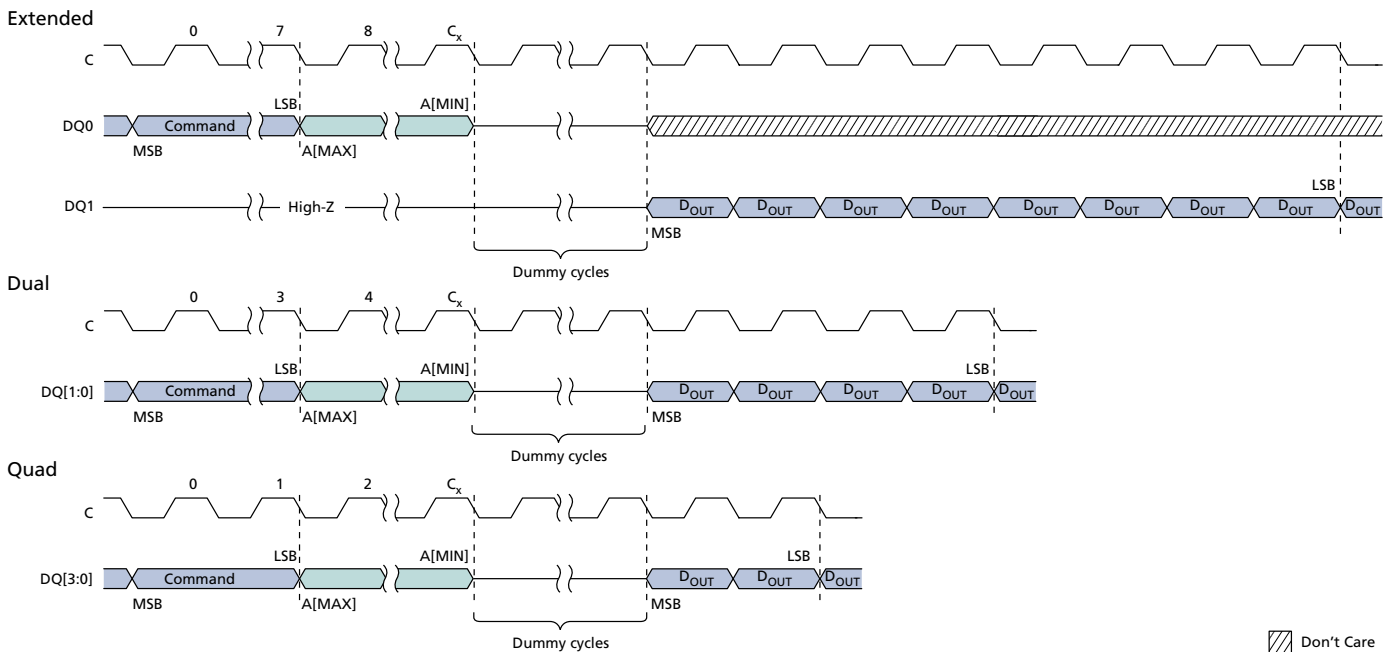 Extended
0 7 8 Cx
C
LSB A[MIN]
DQ0 Command
MSB A[MAX]
LSB
DQ1 High-Z DOUT DOUT DOUT DOUT DOUT DOUT DOUT DOUT DOUT
MSB
Dummy cycles
Dual
0 3 4 Cx
C
LSB A[MIN] LSB
DQ[1:0] Command DOUT DOUT DOUT DOUT DOUT
MSB A[MAX] MSB
Dummy cycles
Quad
0 1 2 Cx
C
LSB A[MIN] LSB
DQ[3:0] Command DOUT DOUT DOUT
MSB A[MAX] MSB
Dummy cycles
Don't Care